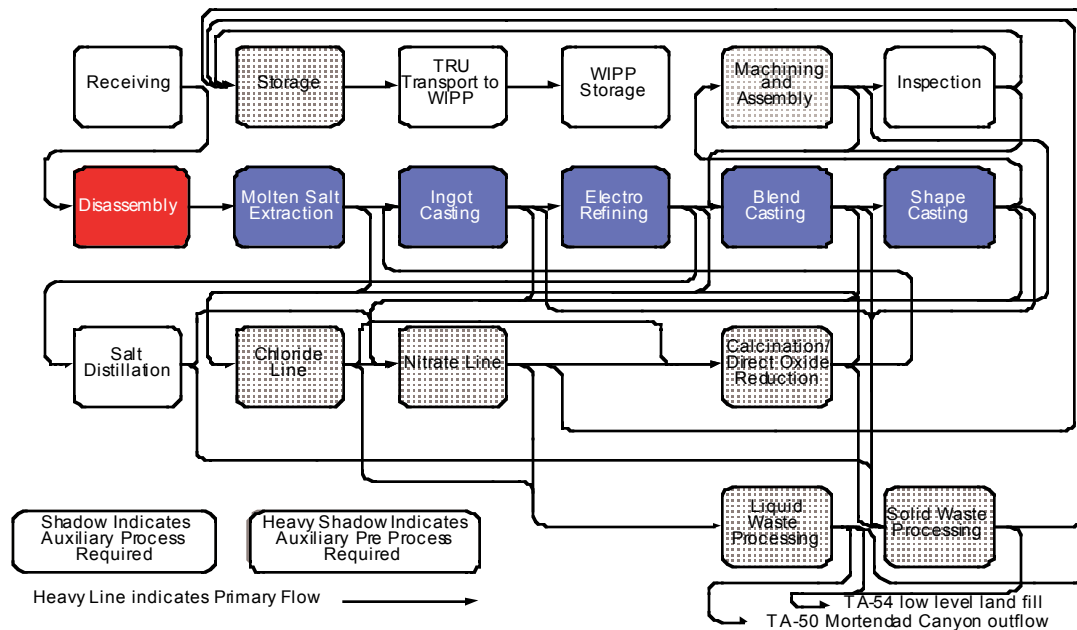 Receiving
Storage
TRU
Transport to
WIPP
WIPP
Storage
Machining
and
Assembly
Inspection
Disassembly
Molten Salt
Extraction
Ingot
Casting
Electro
Refining
Blend
Casting
Shape
Casting
Salt
Distillation
Chloride
Line
Nitrate Line
Calcination/
Direct Oxide
Reduction
Liquid
Waste
Processing
Solid Waste
Processing
Shadow Indicates
Auxiliary Process
Required
Heavy Shadow Indicates
Auxiliary Pre Process
Required
Heavy Line indicates Primary Flow
TA-54 low level land fill
TA-50 Mortendad Canyon outflow